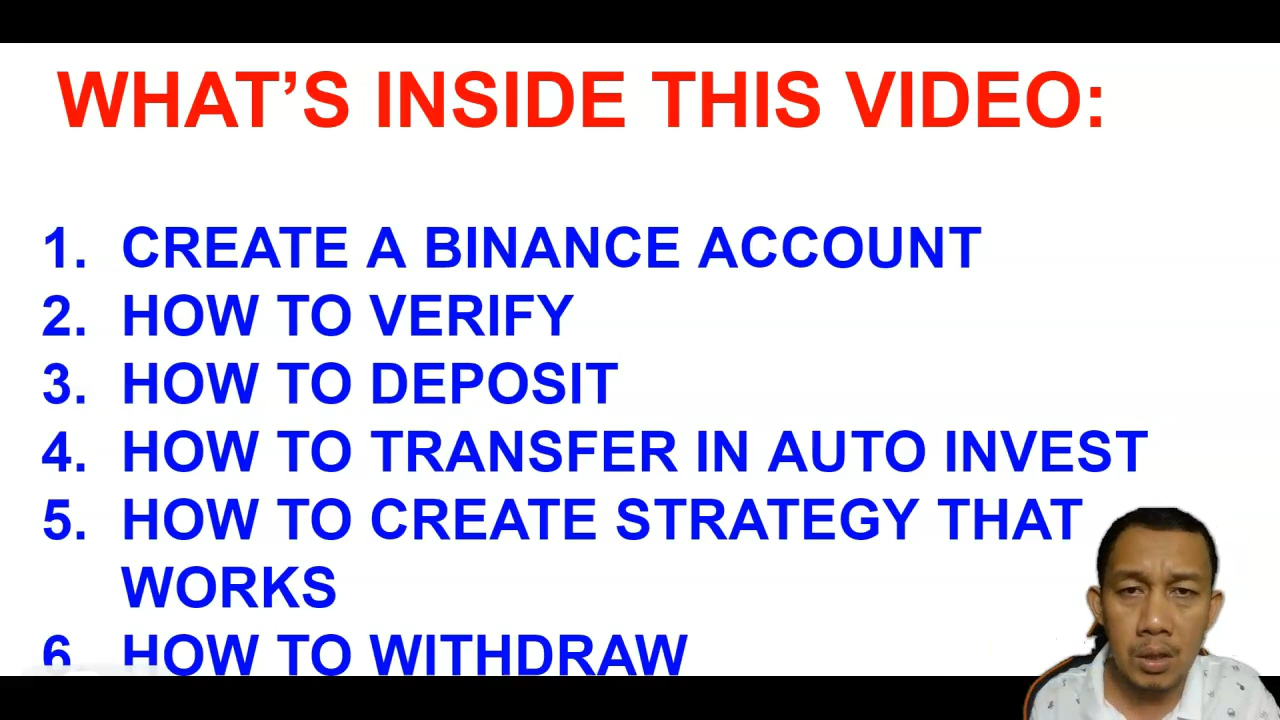 WHAT’S INSIDE THIS VIDEO:
1. CREATE A BINANCE ACCOUNT
2. HOW TO VERIFY
3. HOW TO DEPOSIT
4. HOW TO TRANSFER IN AUTO INVEST
5. HOW TO CREATE STRATEGY THAT
WORKS
6. HOW TO WITHDRAW